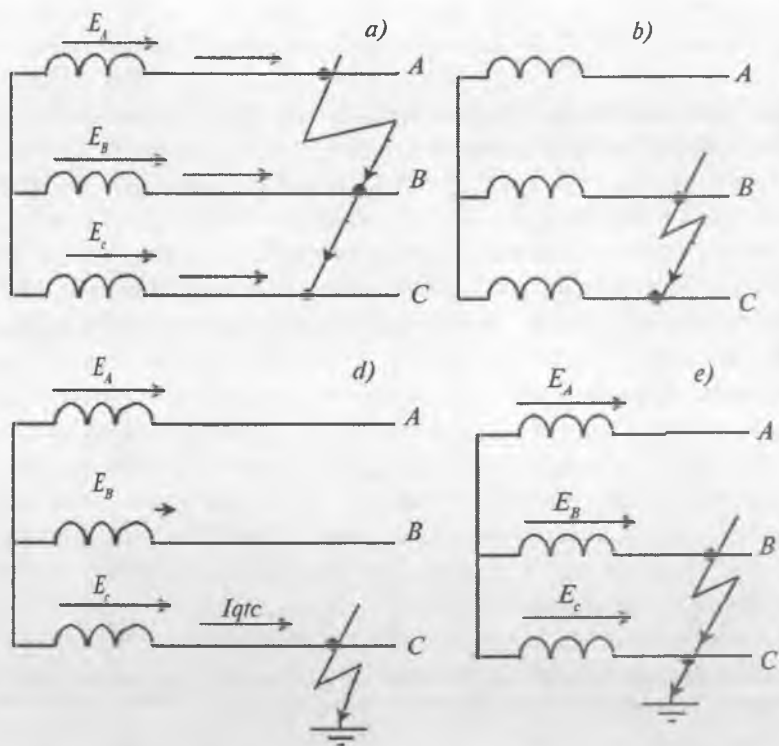 E_A a) b)
A
E_B
B B
E_c
C C
d) e)
E_A E_A
A A
E_B E_B
B B
E_c Iqtc E_c
C C